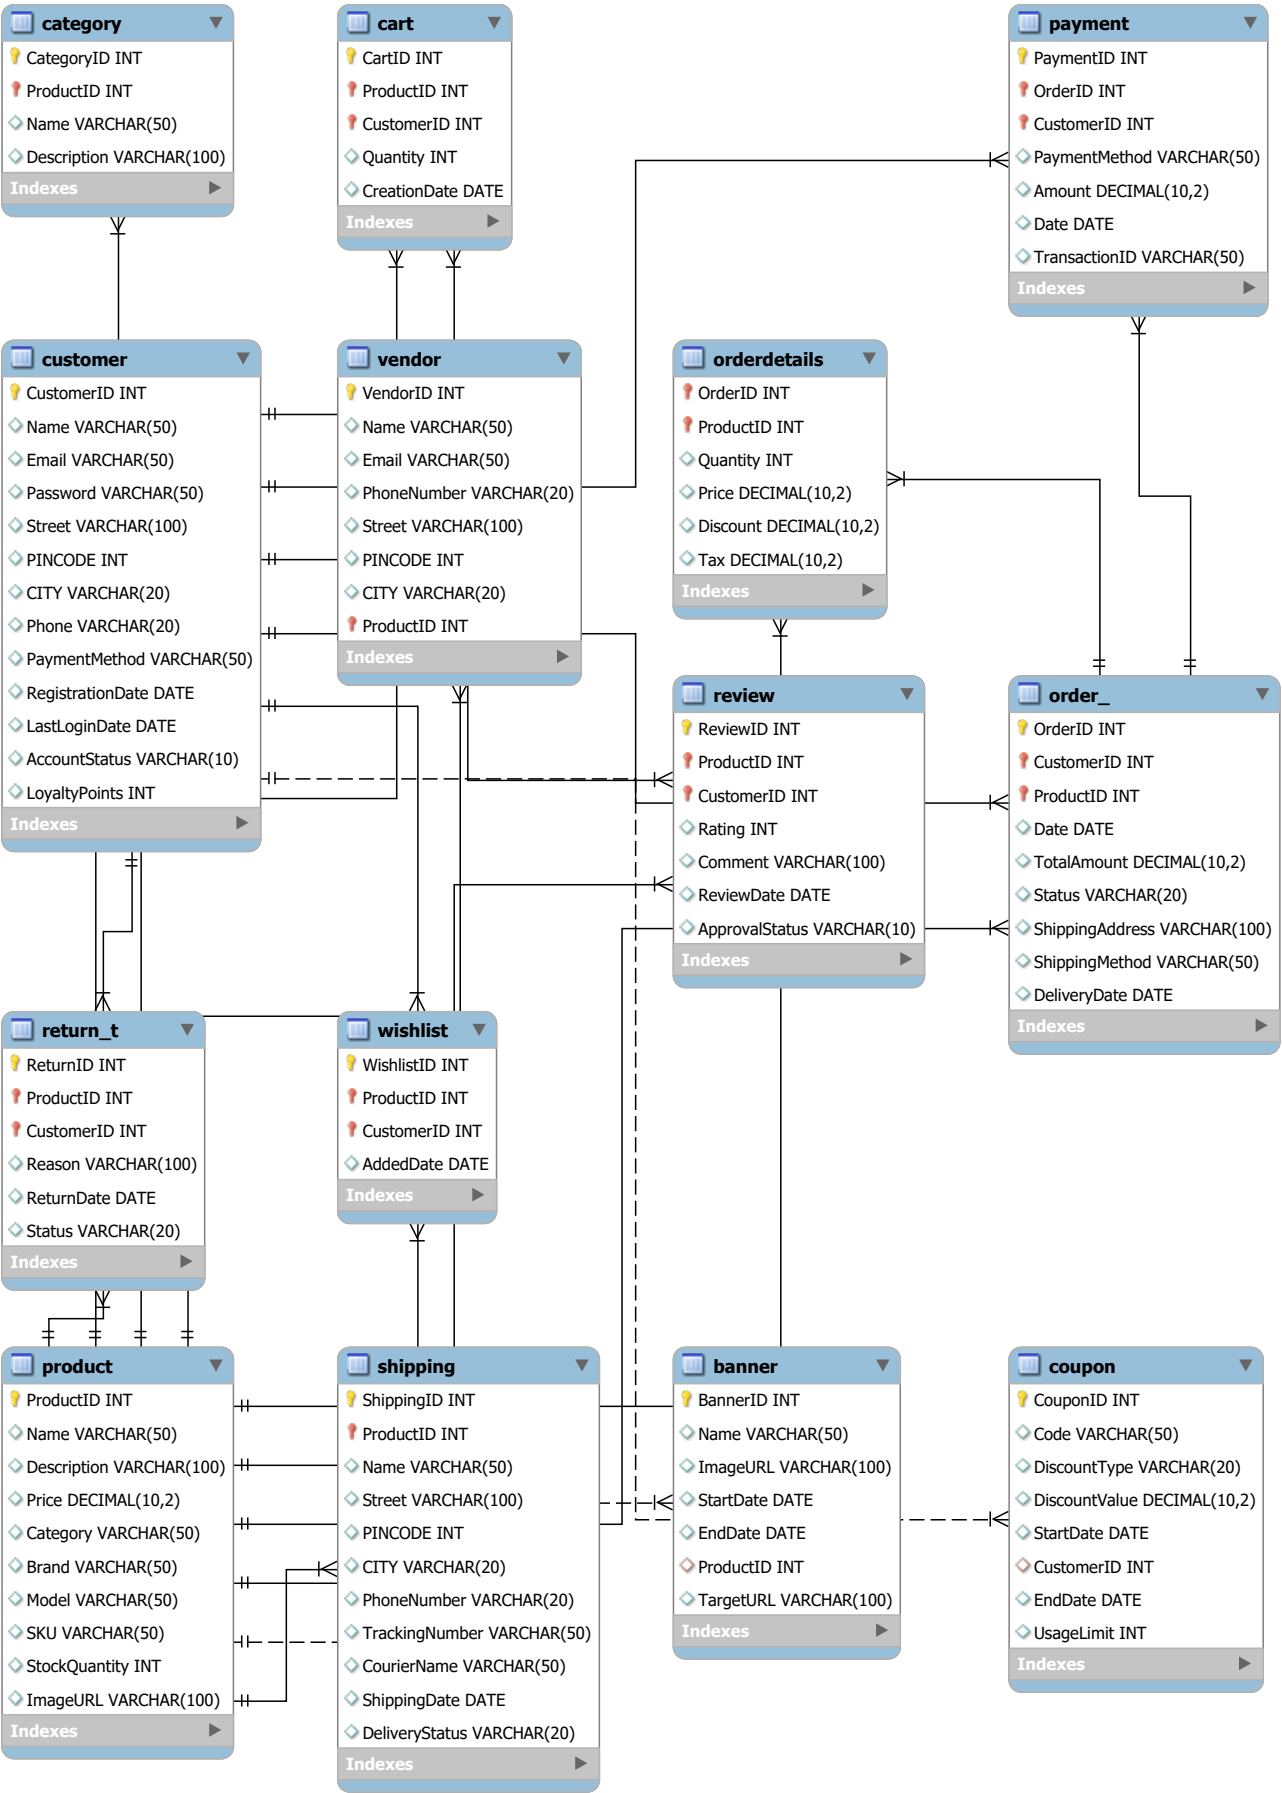 category
CategoryID INT
ProductID INT
Name VARCHAR(50)
Description VARCHAR(100)
Indexes
cart
CartID INT
ProductID INT
CustomerID INT
Quantity INT
CreationDate DATE
Indexes
payment
PaymentID INT
OrderID INT
CustomerID INT
PaymentMethod VARCHAR(50)
Amount DECIMAL(10,2)
Date DATE
TransactionID VARCHAR(50)
Indexes
customer
CustomerID INT
Name VARCHAR(50)
Email VARCHAR(50)
Password VARCHAR(50)
Street VARCHAR(100)
PINCODE INT
CITY VARCHAR(20)
Phone VARCHAR(20)
PaymentMethod VARCHAR(50)
RegistrationDate DATE
LastLoginDate DATE
AccountStatus VARCHAR(10)
LoyaltyPoints INT
Indexes
vendor
VendorID INT
Name VARCHAR(50)
Email VARCHAR(50)
PhoneNumber VARCHAR(20)
Street VARCHAR(100)
PINCODE INT
CITY VARCHAR(20)
ProductID INT
Indexes
orderdetails
OrderID INT
ProductID INT
Quantity INT
Price DECIMAL(10,2)
Discount DECIMAL(10,2)
Tax DECIMAL(10,2)
Indexes
review
ReviewID INT
ProductID INT
CustomerID INT
Rating INT
Comment VARCHAR(100)
ReviewDate DATE
ApprovalStatus VARCHAR(10)
Indexes
order_
OrderID INT
CustomerID INT
ProductID INT
Date DATE
TotalAmount DECIMAL(10,2)
Status VARCHAR(20)
ShippingAddress VARCHAR(100)
ShippingMethod VARCHAR(50)
DeliveryDate DATE
Indexes
return_t
ReturnID INT
ProductID INT
CustomerID INT
Reason VARCHAR(100)
ReturnDate DATE
Status VARCHAR(20)
Indexes
wishlist
WishlistID INT
ProductID INT
CustomerID INT
AddedDate DATE
Indexes
product
ProductID INT
Name VARCHAR(50)
Description VARCHAR(100)
Price DECIMAL(10,2)
Category VARCHAR(50)
Brand VARCHAR(50)
Model VARCHAR(50)
SKU VARCHAR(50)
StockQuantity INT
ImageURL VARCHAR(100)
Indexes
shipping
ShippingID INT
ProductID INT
Name VARCHAR(50)
Street VARCHAR(100)
PINCODE INT
CITY VARCHAR(20)
PhoneNumber VARCHAR(20)
TrackingNumber VARCHAR(50)
CourierName VARCHAR(50)
ShippingDate DATE
DeliveryStatus VARCHAR(20)
Indexes
banner
BannerID INT
Name VARCHAR(50)
ImageURL VARCHAR(100)
StartDate DATE
EndDate DATE
ProductID INT
TargetURL VARCHAR(100)
Indexes
coupon
CouponID INT
Code VARCHAR(50)
DiscountType VARCHAR(20)
DiscountValue DECIMAL(10,2)
StartDate DATE
CustomerID INT
EndDate DATE
UsageLimit INT
Indexes